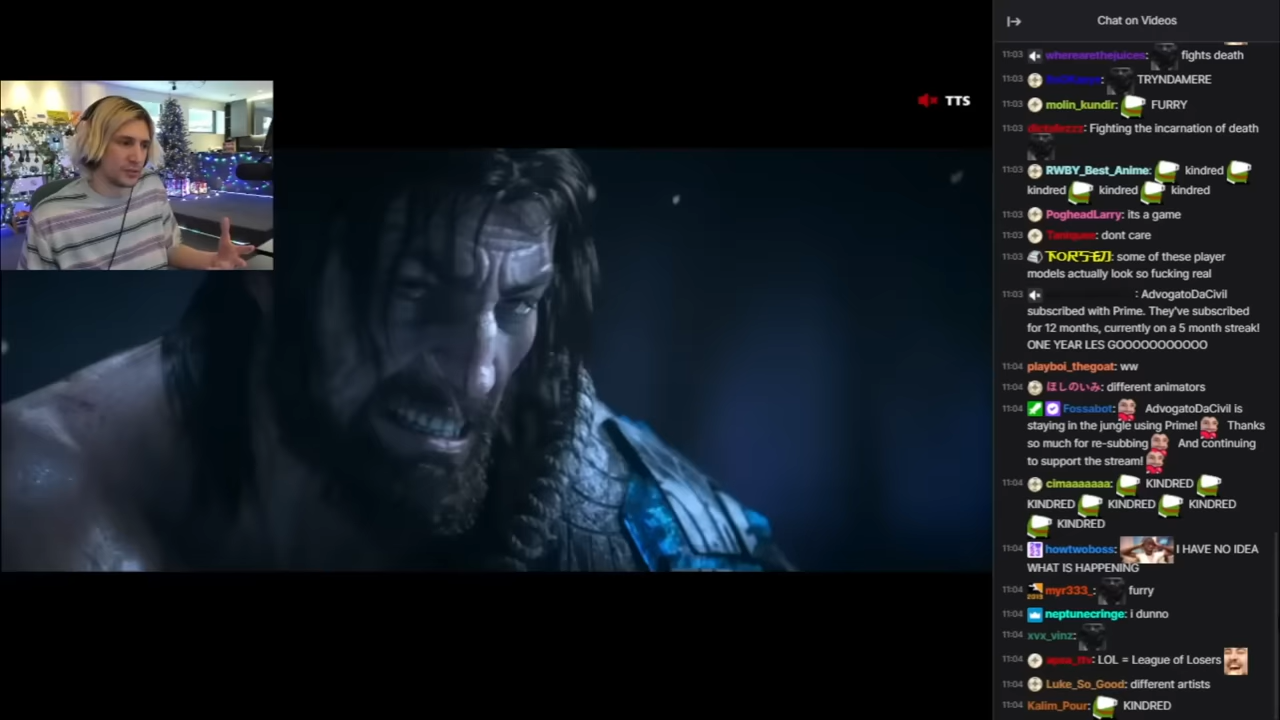 TTS
Chat on Videos
11:03 wherearethejuices: fights death
11:03 : TRYNDAMERE
11:03 molin_kundir: FURRY
11:03 : Fighting the incarnation of death
11:03 RWBY_Best_Anime: kindred
kindred kindred kindred
11:03 PogheadLarry: its a game
11:03 : dont care
11:03 : some of these player
models actually look so fucking real
11:03 : AdvogatoDaCivil
subscribed with Prime. They've subscribed
for 12 months, currently on a 5 month streak!
ONE YEAR LES GOOOOOOOOOOO
11:04 playboi_thegoat: ww
11:04 ほしのいみ: different animators
11:04 Fossabot: AdvogatoDaCivil is
staying in the jungle using Prime! Thanks
so much for re-subbing And continuing
to support the stream!
11:04 cimaaaaaaa: KINDRED
KINDRED KINDRED KINDRED
KINDRED
11:04 howtwoboss: I HAVE NO IDEA
WHAT IS HAPPENING
11:04 myr333_: furry
11:04 neptunecringe: i dunno
11:04 xvx_vinz:
11:04 : LOL = League of Losers
11:04 Luke_So_Good: different artists
11:04 Kalim_Pour: KINDRED